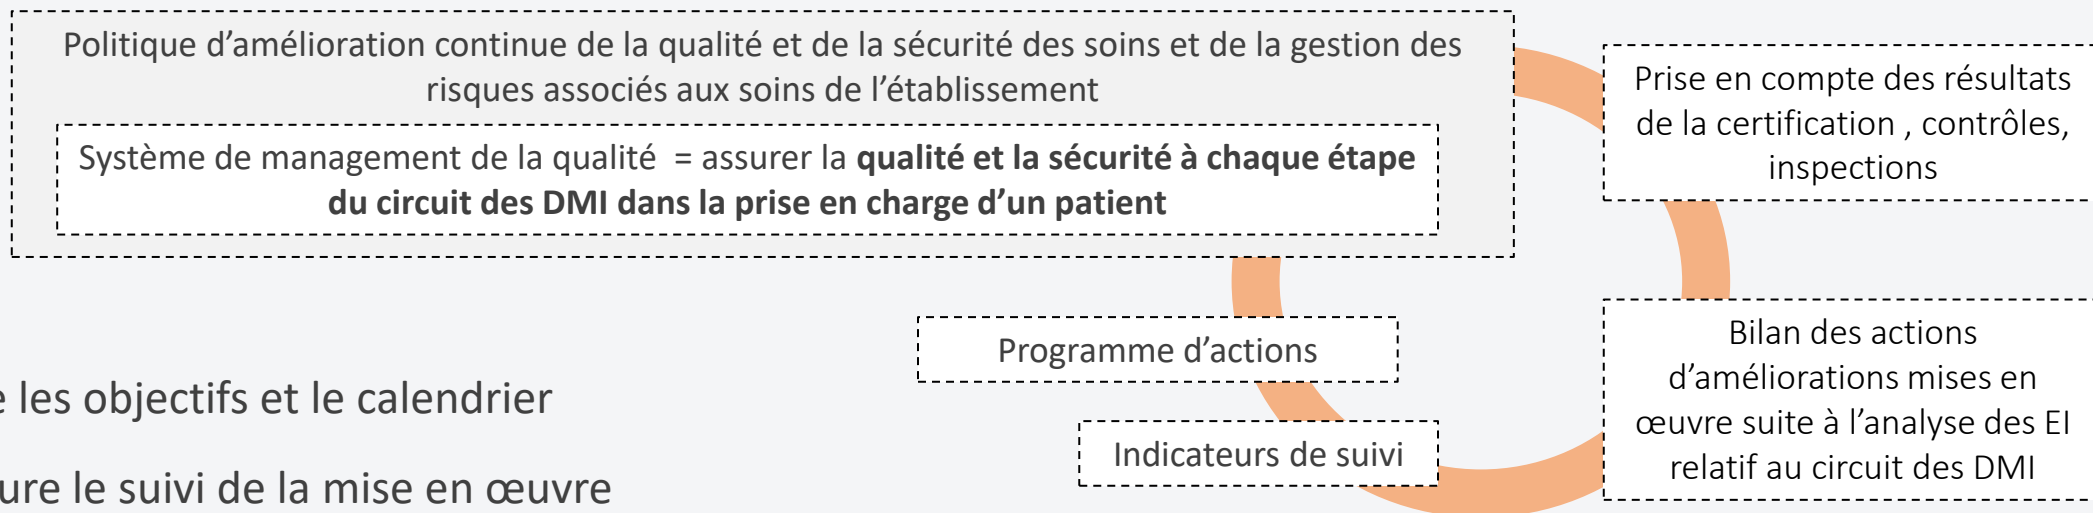 Politique d’amélioration continue de la qualité et de la sécurité des soins et de la gestion des
risques associés aux soins de l’établissement
Système de management de la qualité = assurer la qualité et la sécurité à chaque étape
du circuit des DMI dans la prise en charge d’un patient
Prise en compte des résultats
de la certification , contrôles,
inspections
Programme d’actions
Indicateurs de suivi
Bilan des actions
d’améliorations mises en
œuvre suite à l’analyse des EI
relatif au circuit des DMI
les objectifs et le calendrier
le suivi de la mise en œuvre